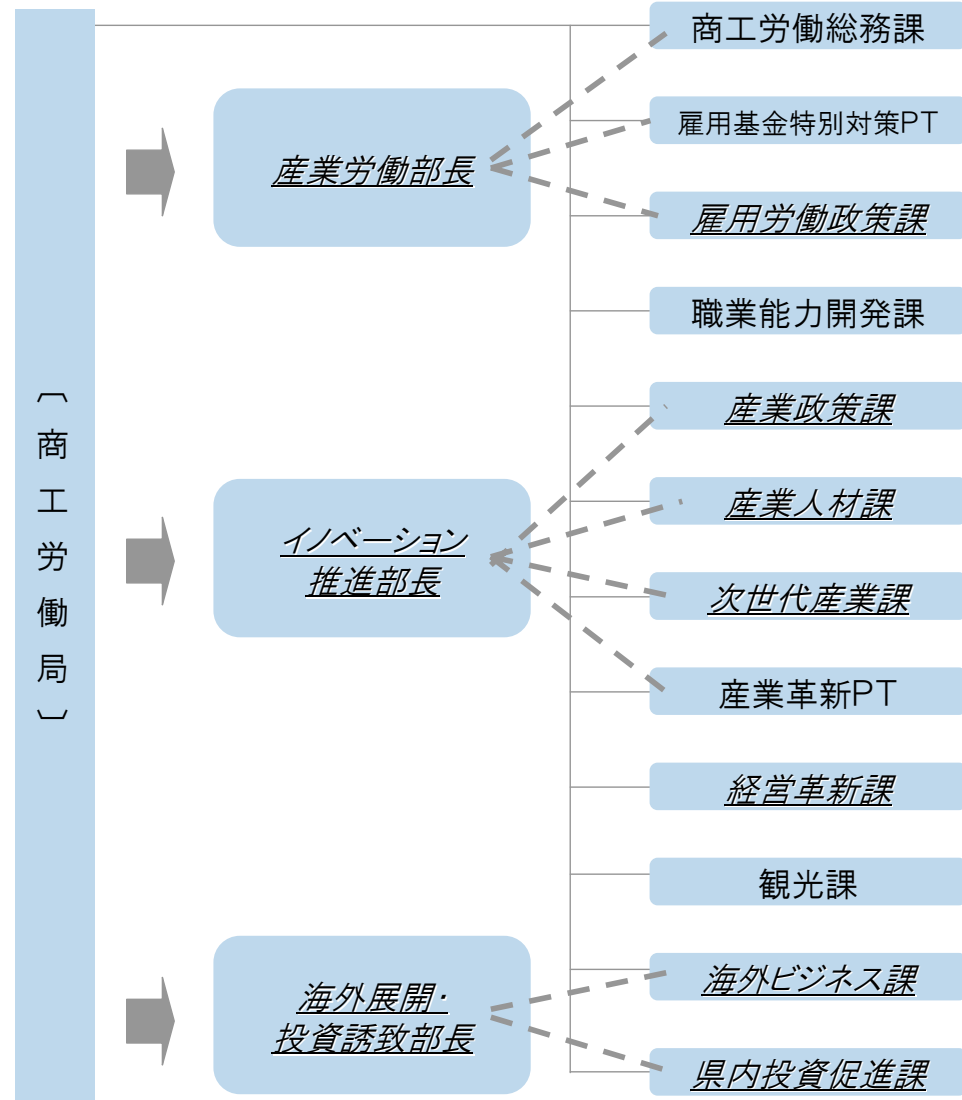 〔商工労働局〕
産業労働部長
イノベーション
推進部長
海外展開・
投資誘致部長
商工労働総務課
雇用基金特別対策PT
雇用労働政策課
職業能力開発課
産業政策課
産業人材課
次世代産業課
産業革新PT
経営革新課
観光課
海外ビジネス課
県内投資促進課